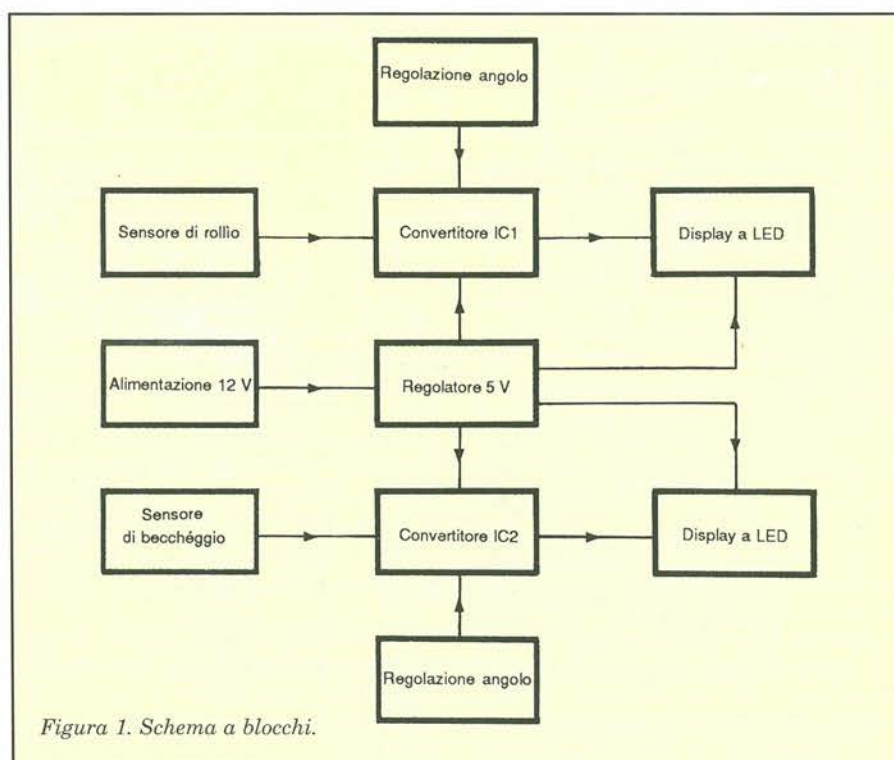 Regolazione angolo
Sensore di rollìo
Convertitore IC1
Display a LED
Alimentazione 12 V
Regolatore 5 V
Sensore
di becchéggio
Convertitore IC2
Display a LED
Regolazione angolo
Figura 1. Schema a blocchi.